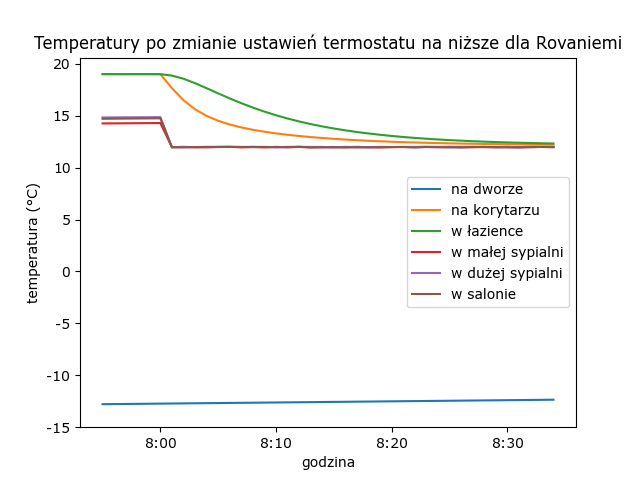 Temperatury po zmianie ustawień termostatu na niższe dla Rovaniemi
temperatura (°C)
20
15
10
5
0
-5
-10
-15
na dworze
na korytarzu
w łazience
w małej sypialni
w dużej sypialni
w salonie
8:00 8:10 8:20 8:30
godzina